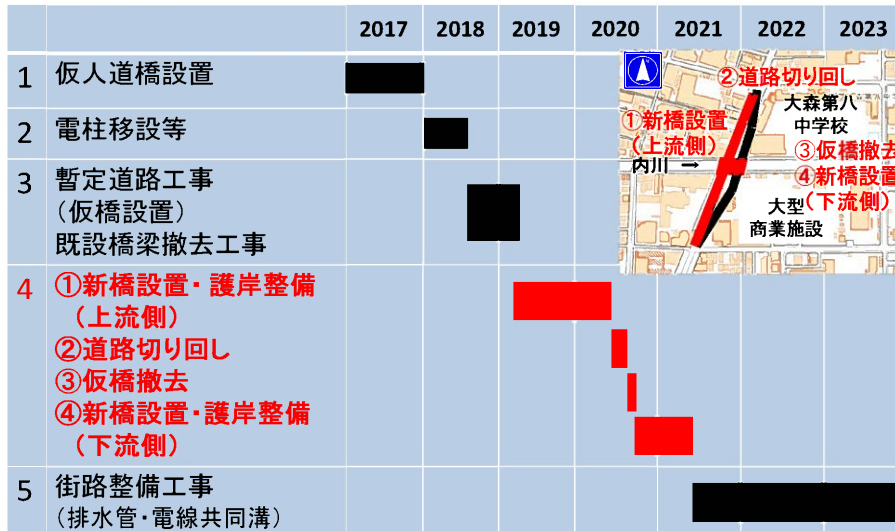 2017 2018 2019 2020 2021 2022 2023
1 仮人道橋設置
2 電柱移設等
3 暫定道路工事
(仮橋設置)
既設橋梁撤去工事
4 ①新橋設置・護岸整備
(上流側)
②道路切り回し
③仮橋撤去
④新橋設置・護岸整備
(下流側)
5 街路整備工事
(排水管・電線共同溝)
②道路切り回し
大森第八
中学校
①新橋設置
(上流側)
内川 →
③仮橋撤去
④新橋設置
(下流側)
大型
商業施設